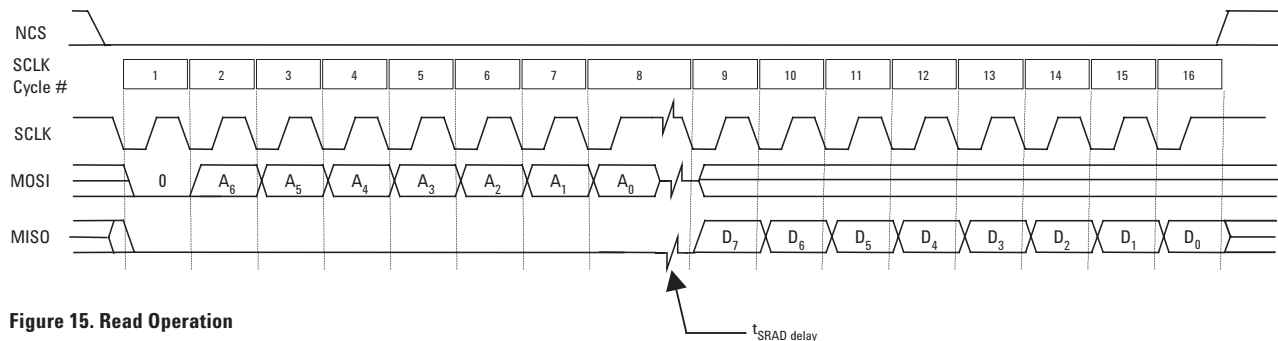 NCS
SCLK
Cycle #
1 2 3 4 5 6 7 8 9 10 11 12 13 14 15 16
SCLK
MOSI 0 A6 A5 A4 A3 A2 A1 A0
MISO D7 D6 D5 D4 D3 D2 D1 D0
Figure 15. Read Operation
tSRAD delay